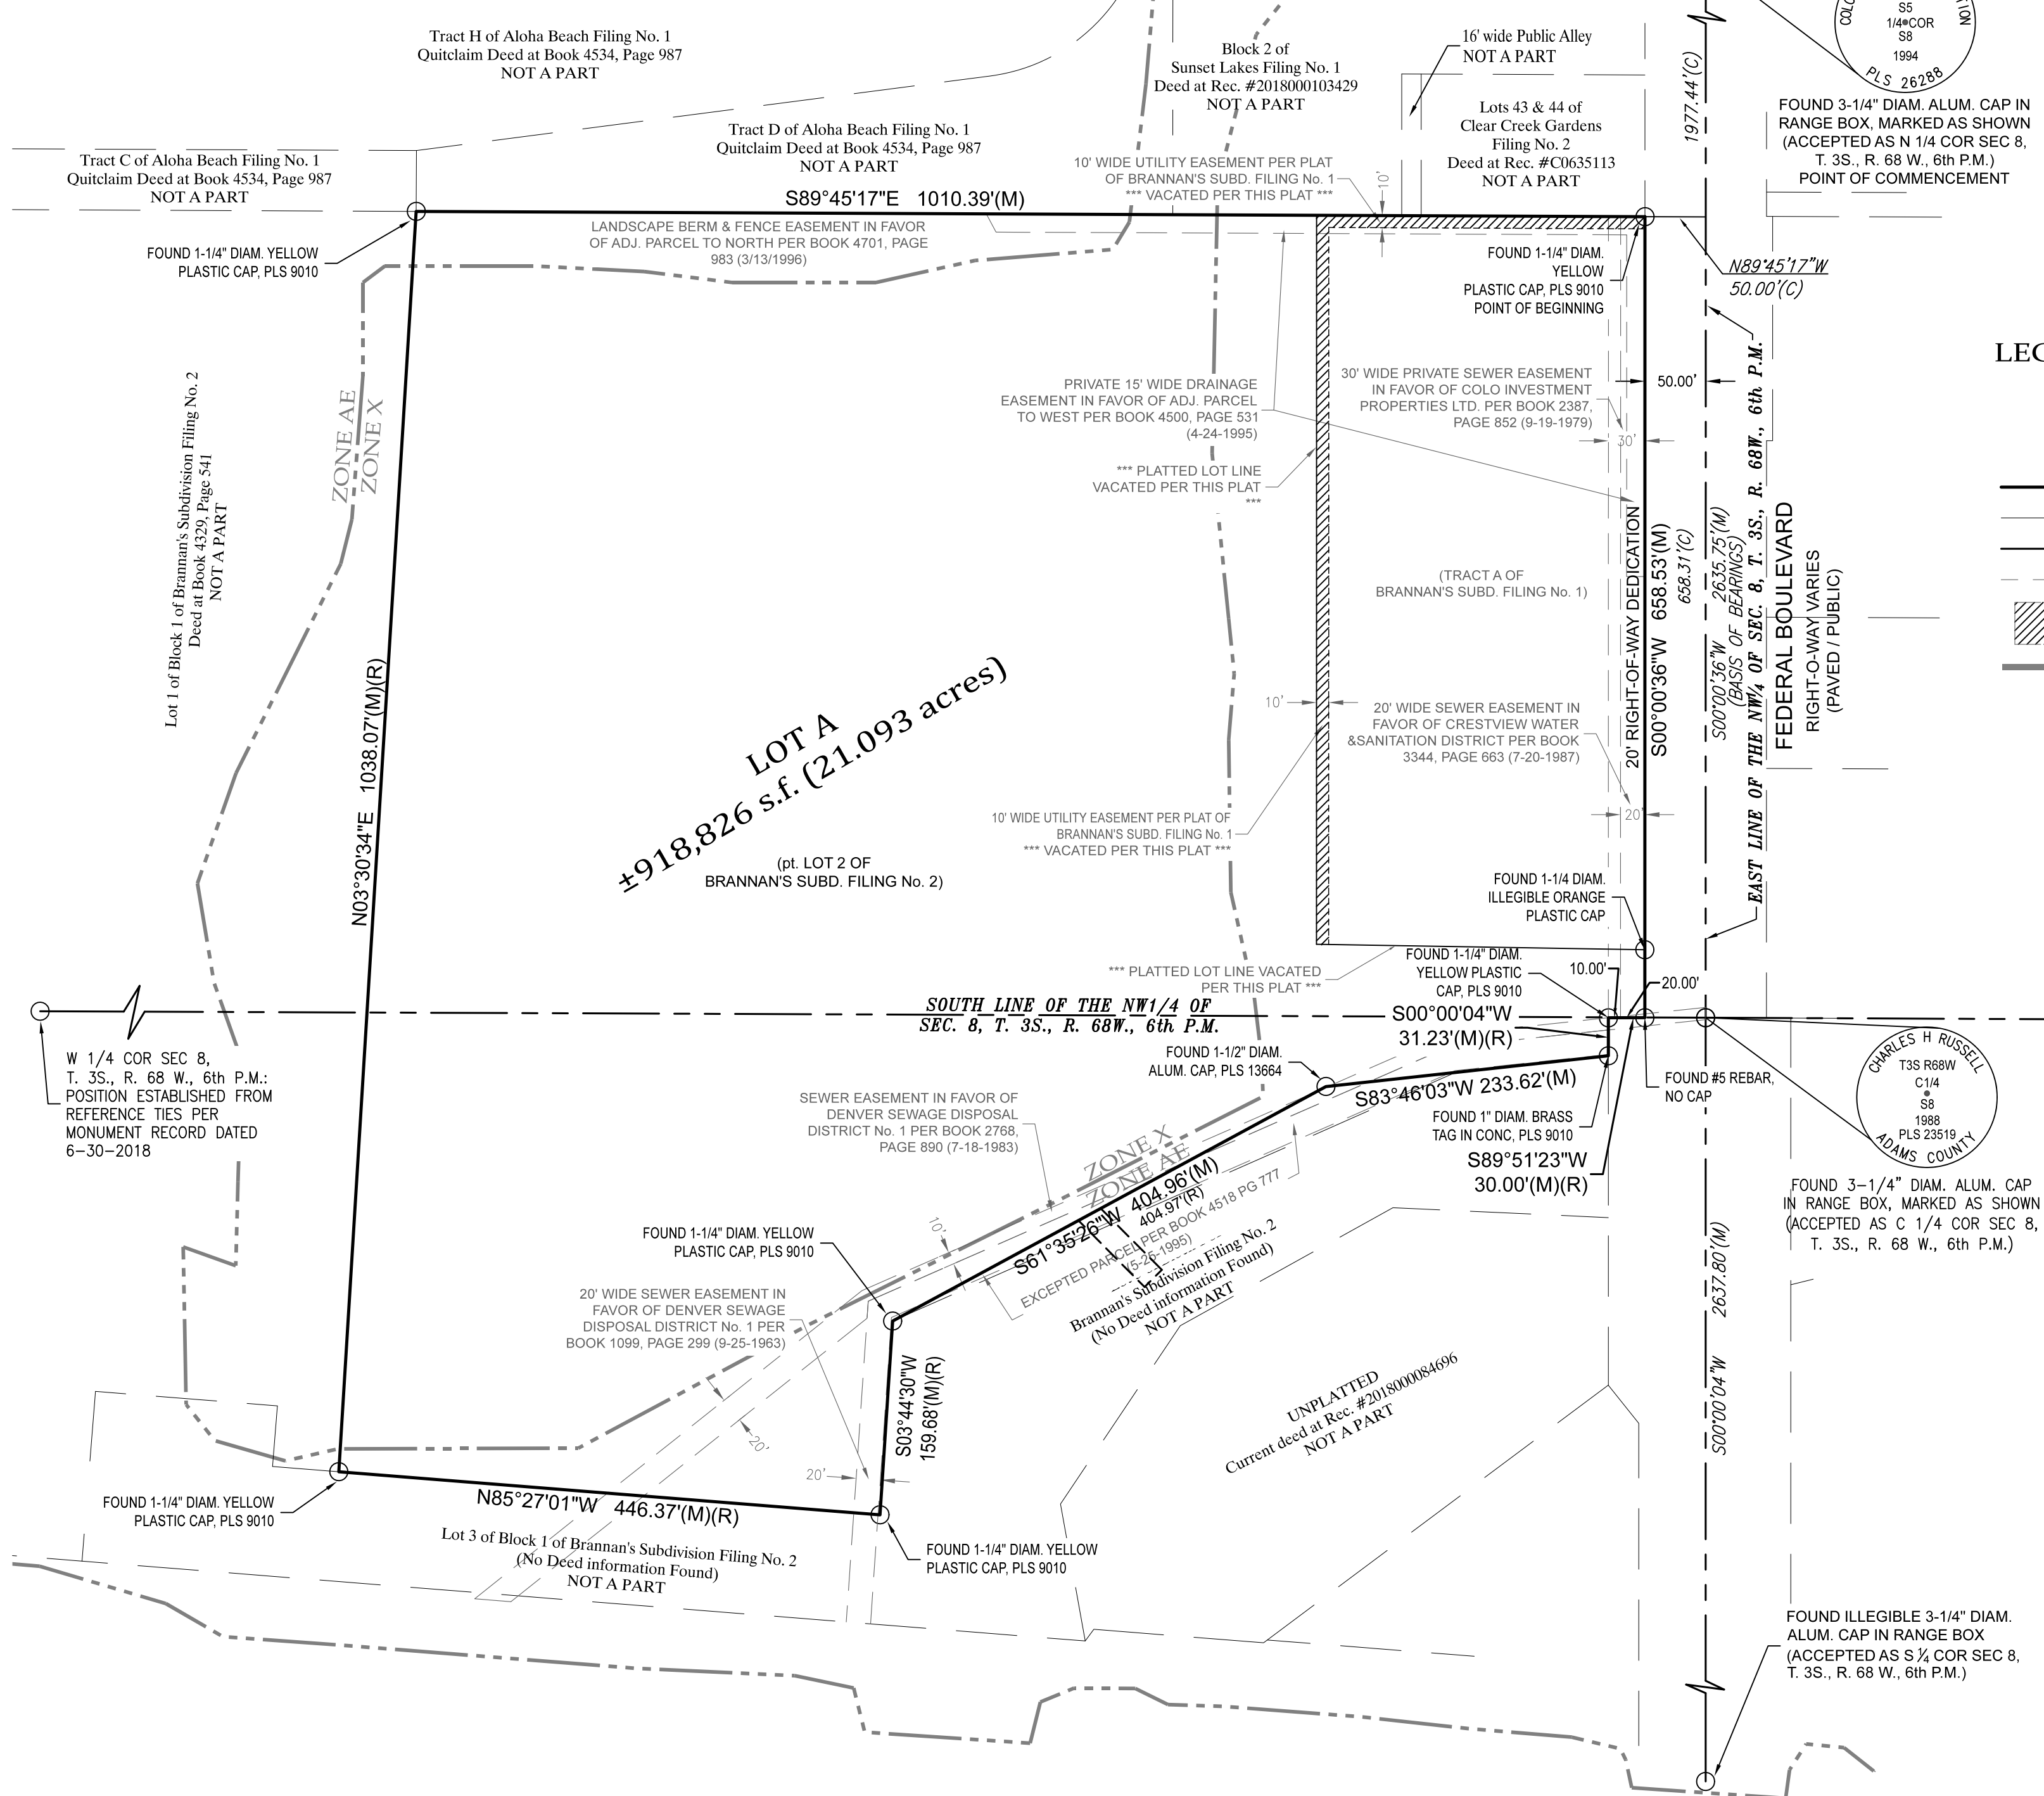 Tract H of Aloha Beach Filing No. 1
Quitclaim Deed at Book 4534, Page 987
NOT A PART
Block 2 of
Sunset Lakes Filing No. 1
Deed at Rec. #2018000103429
NOT A PART
16' wide Public Alley
NOT A PART
1977.44'(C)
S5
1/4 COR
S8
1994
PLS 26288
FOUND 3-1/4" DIAM. ALUM. CAP IN
RANGE BOX, MARKED AS SHOWN
(ACCEPTED AS N 1/4 COR SEC 8,
T. 3S., R. 68 W., 6th P.M.)
POINT OF COMMENCEMENT
Tract C of Aloha Beach Filing No. 1
Quitclaim Deed at Book 4534, Page 987
NOT A PART
Tract D of Aloha Beach Filing No. 1
Quitclaim Deed at Book 4534, Page 987
NOT A PART
Lots 43 & 44 of
Clear Creek Gardens
Filing No. 2
Deed at Rec. #C0635113
NOT A PART
10' WIDE UTILITY EASEMENT PER PLAT
OF BRANNAN'S SUBD. FILING No. 1
*** VACATED PER THIS PLAT ***
10'
S89°45'17"E 1010.39'(M)
LANDSCAPE BERM & FENCE EASEMENT IN FAVOR
OF ADJ. PARCEL TO NORTH PER BOOK 4701, PAGE
983 (3/13/1996)
FOUND 1-1/4" DIAM. YELLOW
PLASTIC CAP, PLS 9010
FOUND 1-1/4" DIAM.
YELLOW
PLASTIC CAP, PLS 9010
POINT OF BEGINNING
N89°45'17"W
50.00'(C)
LEG
Lot 1 of Block 1 of Brannan's Subdivision Filing No. 2
Deed at Book 4329, Page 541
NOT A PART
ZONE AE
ZONE X
PRIVATE 15' WIDE DRAINAGE
EASEMENT IN FAVOR OF ADJ. PARCEL
TO WEST PER BOOK 4500, PAGE 531
(4-24-1995)
30' WIDE PRIVATE SEWER EASEMENT
IN FAVOR OF COLO INVESTMENT
PROPERTIES LTD. PER BOOK 2387,
PAGE 852 (9-19-1979)
50.00'
30'
*** PLATTED LOT LINE
VACATED PER THIS PLAT
***
(TRACT A OF
BRANNAN'S SUBD. FILING No. 1)
20' RIGHT-OF-WAY DEDICATION
S00°00'36"W 658.53'(M)
658.31'(C)
S00°00'36"W 2635.75'(M)
(BASIS OF BEARINGS)
EAST LINE OF THE NW1/4 OF SEC. 8, T. 3S., R. 68W., 6th P.M.
FEDERAL BOULEVARD
RIGHT-O-WAY VARIES
(PAVED / PUBLIC)
N03°30'34"E 1038.07'(M)(R)
LOT A
±918,826 s.f. (21.093 acres)
(pt. LOT 2 OF
BRANNAN'S SUBD. FILING No. 2)
10'
20' WIDE SEWER EASEMENT IN
FAVOR OF CRESTVIEW WATER
&SANITATION DISTRICT PER BOOK
3344, PAGE 663 (7-20-1987)
20'
10' WIDE UTILITY EASEMENT PER PLAT OF
BRANNAN'S SUBD. FILING No. 1
*** VACATED PER THIS PLAT ***
FOUND 1-1/4 DIAM.
ILLEGIBLE ORANGE
PLASTIC CAP
*** PLATTED LOT LINE VACATED
PER THIS PLAT ***
FOUND 1-1/4" DIAM.
YELLOW PLASTIC
CAP, PLS 9010
10.00'
20.00'
SOUTH LINE OF THE NW1/4 OF
SEC. 8, T. 3S., R. 68W., 6th P.M.
S00°00'04"W
31.23'(M)(R)
W 1/4 COR SEC 8,
T. 3S., R. 68 W., 6th P.M.:
POSITION ESTABLISHED FROM
REFERENCE TIES PER
MONUMENT RECORD DATED
6-30-2018
FOUND 1-1/2" DIAM.
ALUM. CAP, PLS 13664
S83°46'03"W 233.62'(M)
FOUND #5 REBAR,
NO CAP
CHARLES H RUSSELL
T3S R68W
C1/4
S8
1988
PLS 23519
ADAMS COUNTY
FOUND 1" DIAM. BRASS
TAG IN CONC, PLS 9010
S89°51'23"W
30.00'(M)(R)
FOUND 3-1/4" DIAM. ALUM. CAP
IN RANGE BOX, MARKED AS SHOWN
(ACCEPTED AS C 1/4 COR SEC 8,
T. 3S., R. 68 W., 6th P.M.)
SEWER EASEMENT IN FAVOR OF
DENVER SEWAGE DISPOSAL
DISTRICT No. 1 PER BOOK 2768,
PAGE 890 (7-18-1983)
ZONE X
ZONE AE
S61°35'26"W 404.96'(M)
404.97'(R)
EXCEPTED PARCEL PER BOOK 4518 PG 777
(5-25-1995)
Brannan's Subdivision Filing No. 2
(No Deed information Found)
NOT A PART
10'
FOUND 1-1/4" DIAM. YELLOW
PLASTIC CAP, PLS 9010
20' WIDE SEWER EASEMENT IN
FAVOR OF DENVER SEWAGE
DISPOSAL DISTRICT No. 1 PER
BOOK 1099, PAGE 299 (9-25-1963)
S03°44'30"W
159.68'(M)(R)
UNPLATTED
Current deed at Rec. #2018000084696
NOT A PART
S00°00'04"W 2637.80'(M)
20'
20'
N85°27'01"W 446.37'(M)(R)
FOUND 1-1/4" DIAM. YELLOW
PLASTIC CAP, PLS 9010
Lot 3 of Block 1 of Brannan's Subdivision Filing No. 2
(No Deed information Found)
NOT A PART
FOUND 1-1/4" DIAM. YELLOW
PLASTIC CAP, PLS 9010
FOUND ILLEGIBLE 3-1/4" DIAM.
ALUM. CAP IN RANGE BOX
(ACCEPTED AS S 1/4 COR SEC 8,
T. 3S., R. 68 W., 6th P.M.)